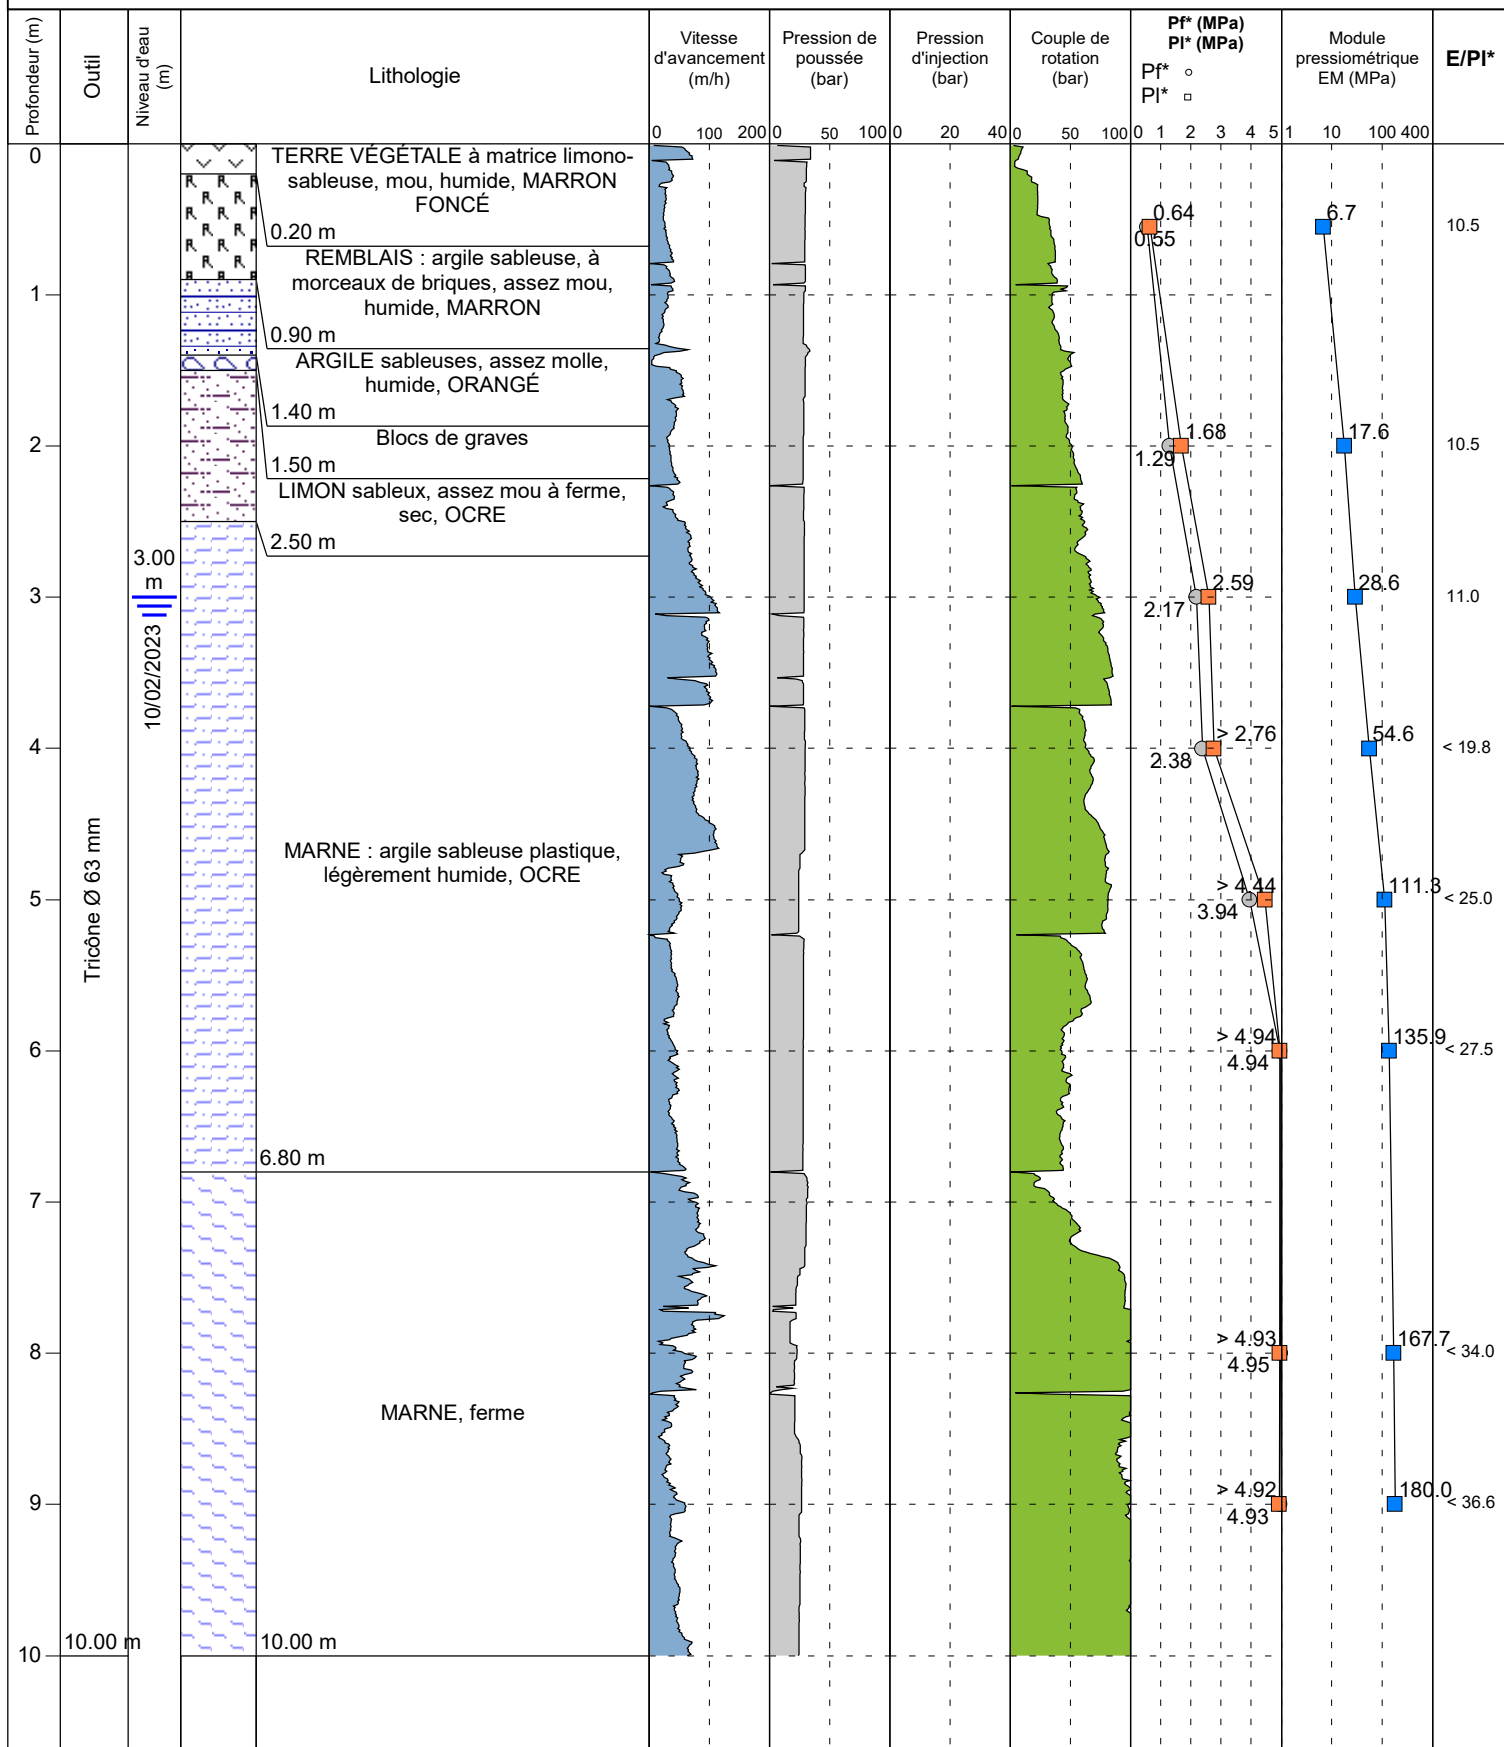 Profondeur (m)
Outil
Niveau d'eau
(m)
Lithologie
Vitesse
d'avancement
(m/h)
Pression de
poussée
(bar)
Pression
d'injection
(bar)
Couple de
rotation
(bar)
Pf* (MPa)
Pl* (MPa)
Pf*
Pl*
Module
pressiométrique
EM (MPa)
E/Pl*
0 100 200
0 50 100
0 20 40
0 50 100
0 1 2 3 4 5
1 10 100 400
0
TERRE VÉGÉTALE à matrice limono-
sableuse, mou, humide, MARRON
FONCÉ
0.20 m
0.64
0.55
6.7
10.5
REMBLAIS : argile sableuse, à
morceaux de briques, assez mou,
humide, MARRON
0.90 m
1
ARGILE sableuses, assez molle,
humide, ORANGÉ
1.40 m
Blocs de graves
1.50 m
2
1.68
1.29
17.6
10.5
LIMON sableux, assez mou à ferme,
sec, OCRE
2.50 m
3.00
m
10/02/2023
3
2.59
2.17
28.6
11.0
4
> 2.76
2.38
54.6
< 19.8
Tricône Ø 63 mm
MARNE : argile sableuse plastique,
légèrement humide, OCRE
5
> 4.44
3.94
111.3
< 25.0
6
> 4.94
4.94
135.9
< 27.5
6.80 m
7
8
> 4.93
4.95
167.7
< 34.0
MARNE, ferme
9
> 4.92
4.93
180.0
< 36.6
10
10.00 m
10.00 m